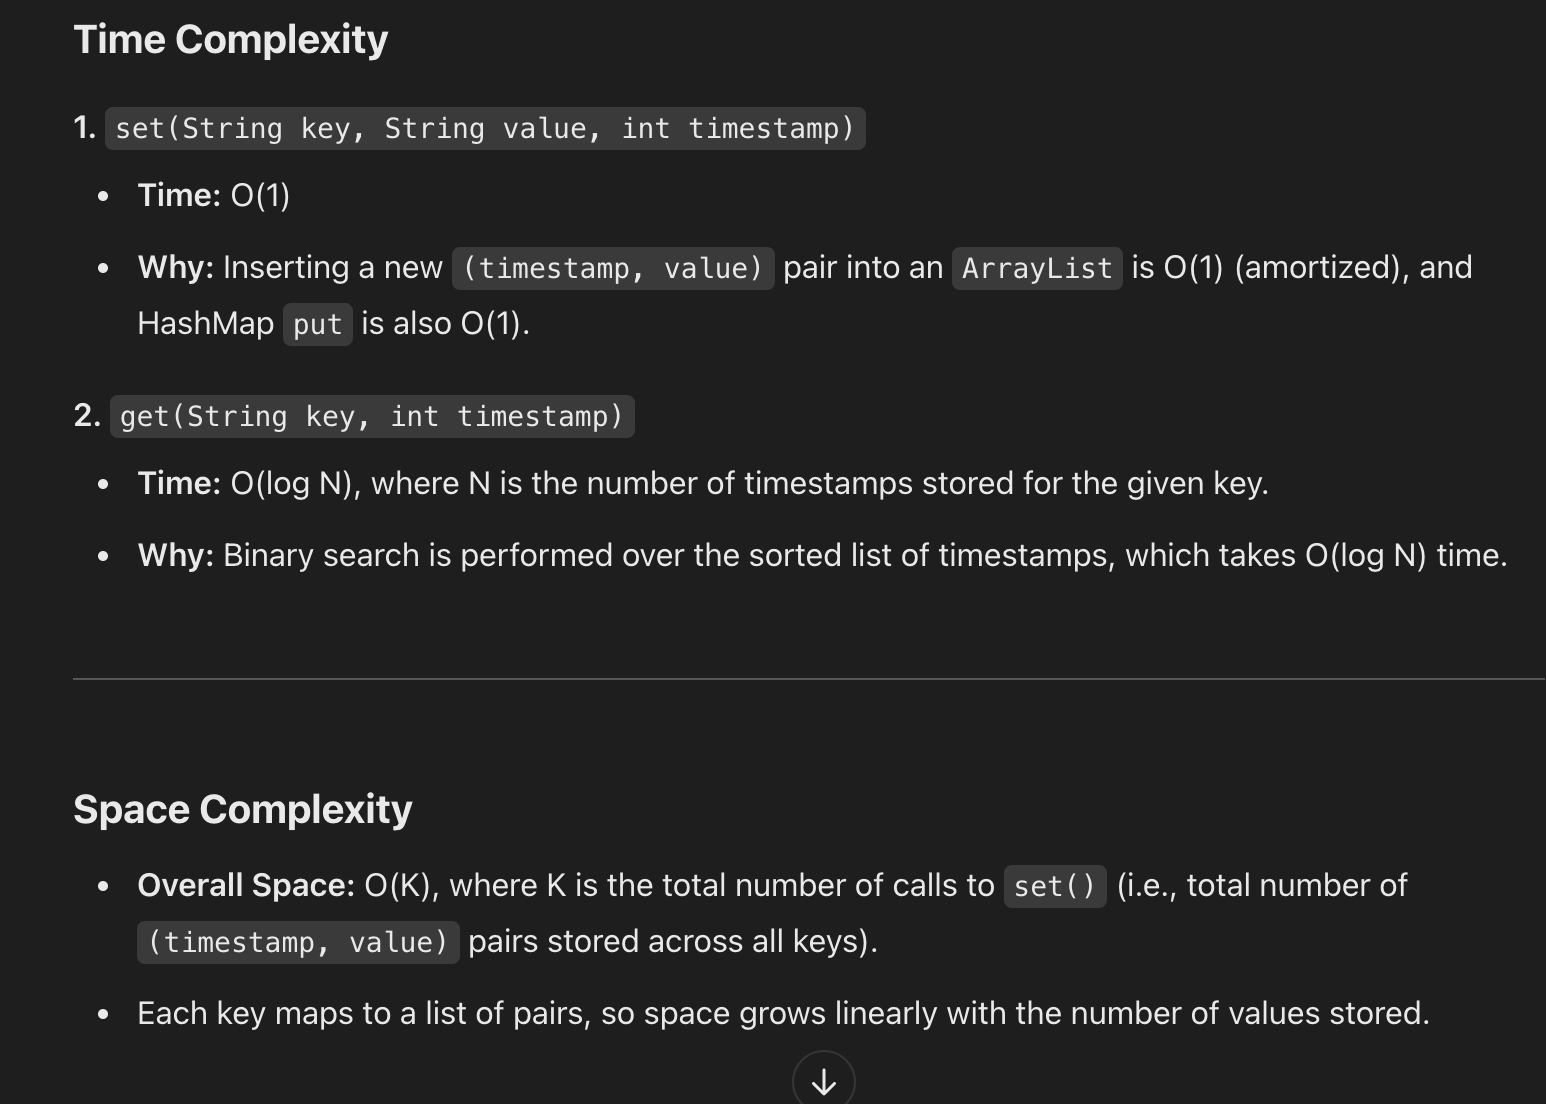 Time Complexity
1. set(String key, String value, int timestamp)
• Time: O(1)
• Why: Inserting a new (timestamp, value) pair into an ArrayList is O(1) (amortized), and
HashMap put is also O(1).
2. get(String key, int timestamp)
• Time: O(log N), where N is the number of timestamps stored for the given key.
• Why: Binary search is performed over the sorted list of timestamps, which takes O(log N) time.
Space Complexity
• Overall Space: O(K), where K is the total number of calls to set() (i.e., total number of
(timestamp, value) pairs stored across all keys).
• Each key maps to a list of pairs, so space grows linearly with the number of values stored.